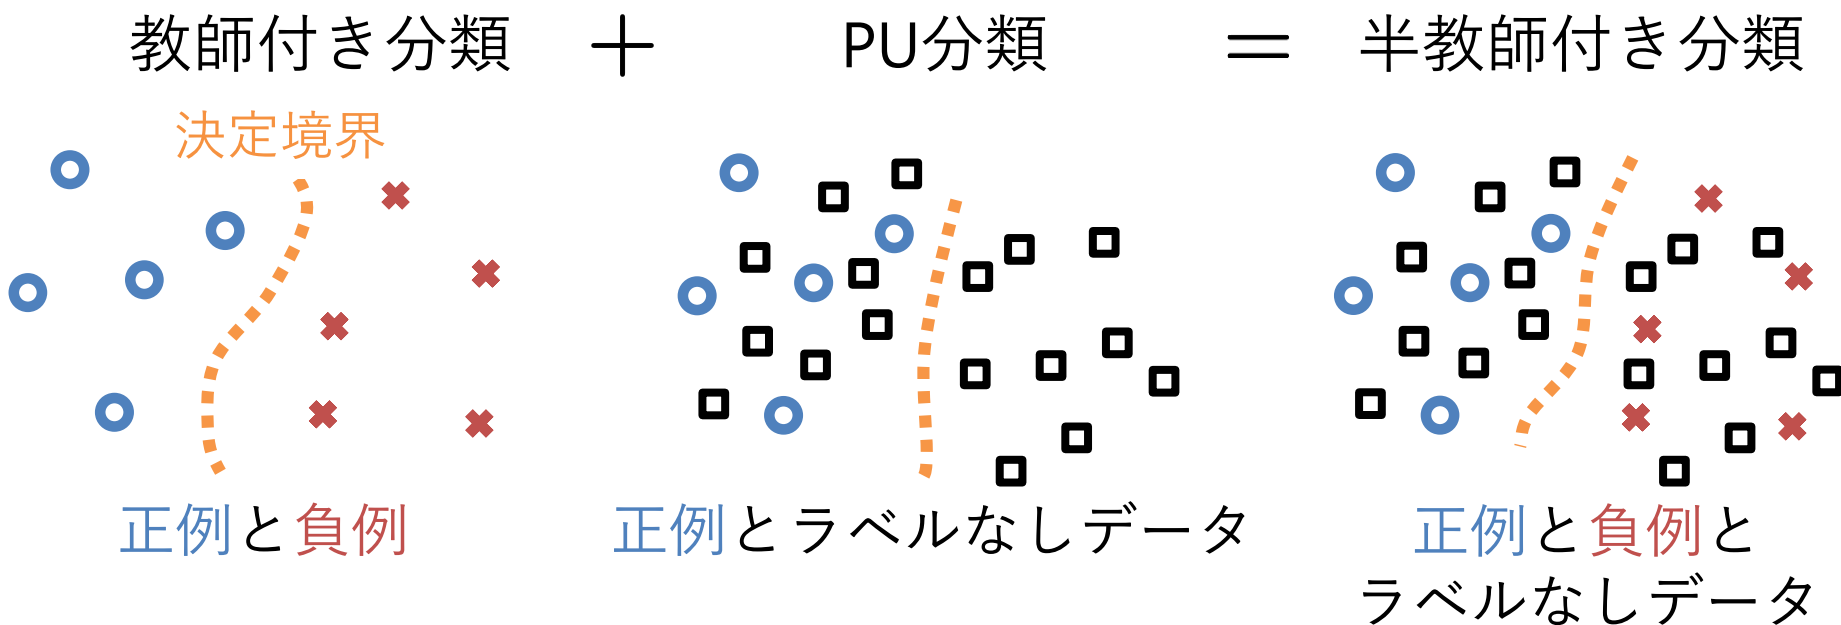 教師付き分類 + PU分類 = 半教師付き分類
決定境界
正例と負例
正例とラベルなしデータ
正例と負例と
ラベルなしデータ